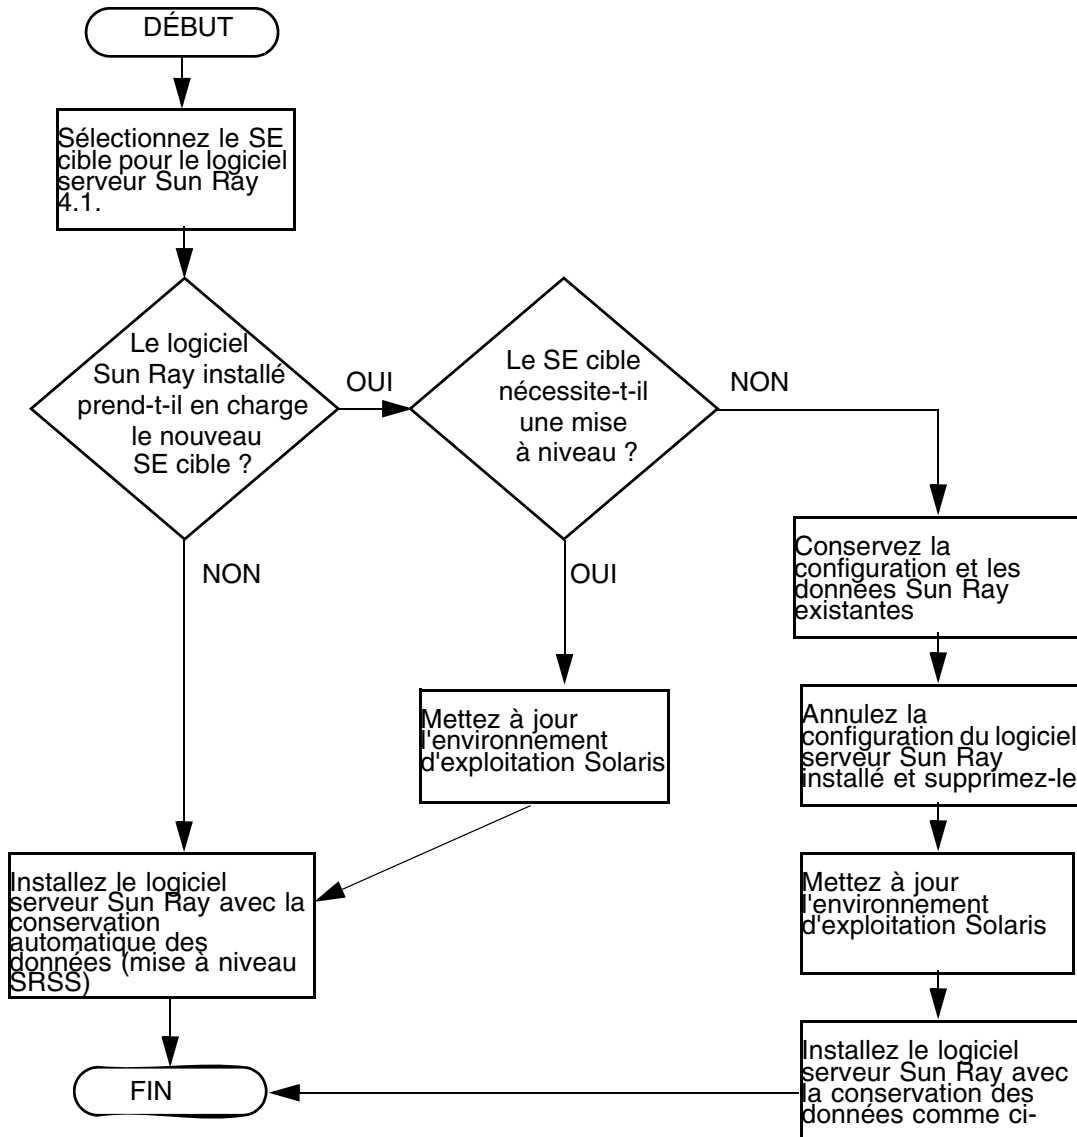 DÉBUT
Sélectionnez le SE
cible pour le logiciel
serveur Sun Ray
4.1.
Le logiciel
Sun Ray installé
prend-t-il en charge
le nouveau
SE cible ?
OUI
Le SE cible
nécessite-t-il
une mise
à niveau ?
NON
NON
OUI
Conservez la
configuration et les
données Sun Ray
existantes
Mettez à jour
l'environnement
d'exploitation Solaris
Annulez la
configuration du logiciel
serveur Sun Ray
installé et supprimez-le
Installez le logiciel
serveur Sun Ray avec la
conservation
automatique des
données (mise à niveau
SRSS)
Mettez à jour
l'environnement
d'exploitation Solaris
Installez le logiciel
serveur Sun Ray avec
la conservation des
données comme ci-
FIN